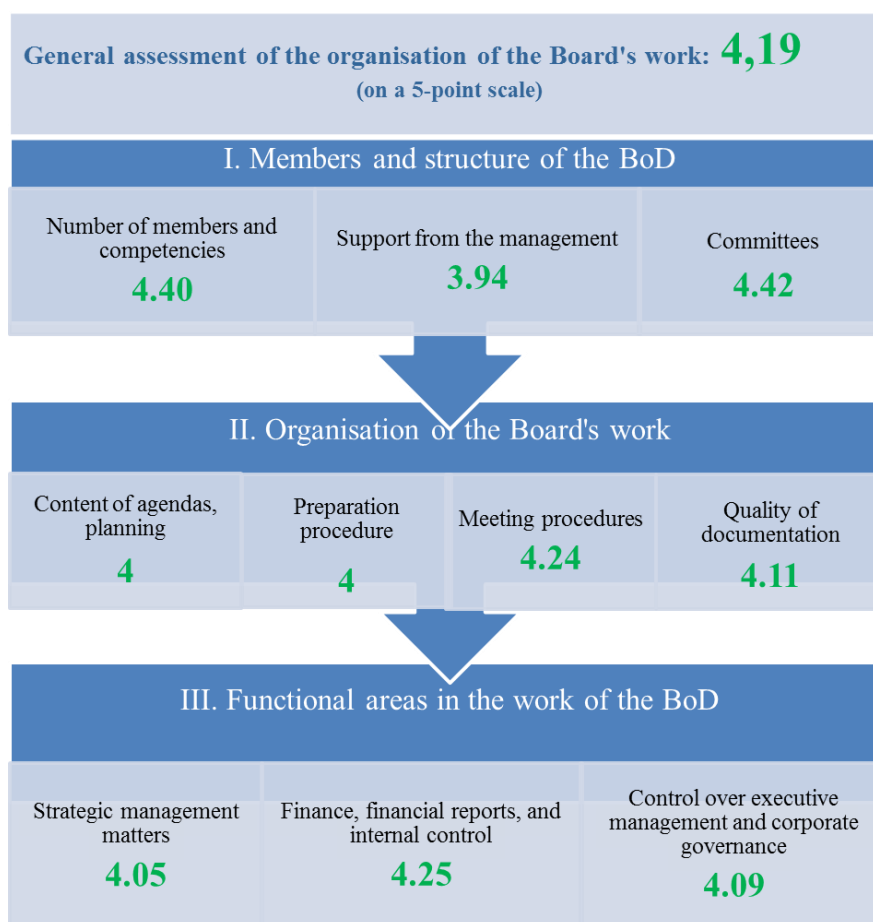 General assessment of the organisation of the Board's work: 4,19
(on a 5-point scale)
I. Members and structure of the BoD
Number of members and
competencies
4.40
Support from the management
3.94
Committees
4.42
II. Organisation of the Board's work
Content of agendas,
planning
4
Preparation
procedure
4
Meeting procedures
4.24
Quality of
documentation
4.11
III. Functional areas in the work of the BoD
Strategic management
matters
4.05
Finance, financial reports, and
internal control
4.25
Control over executive
management and corporate
governance
4.09